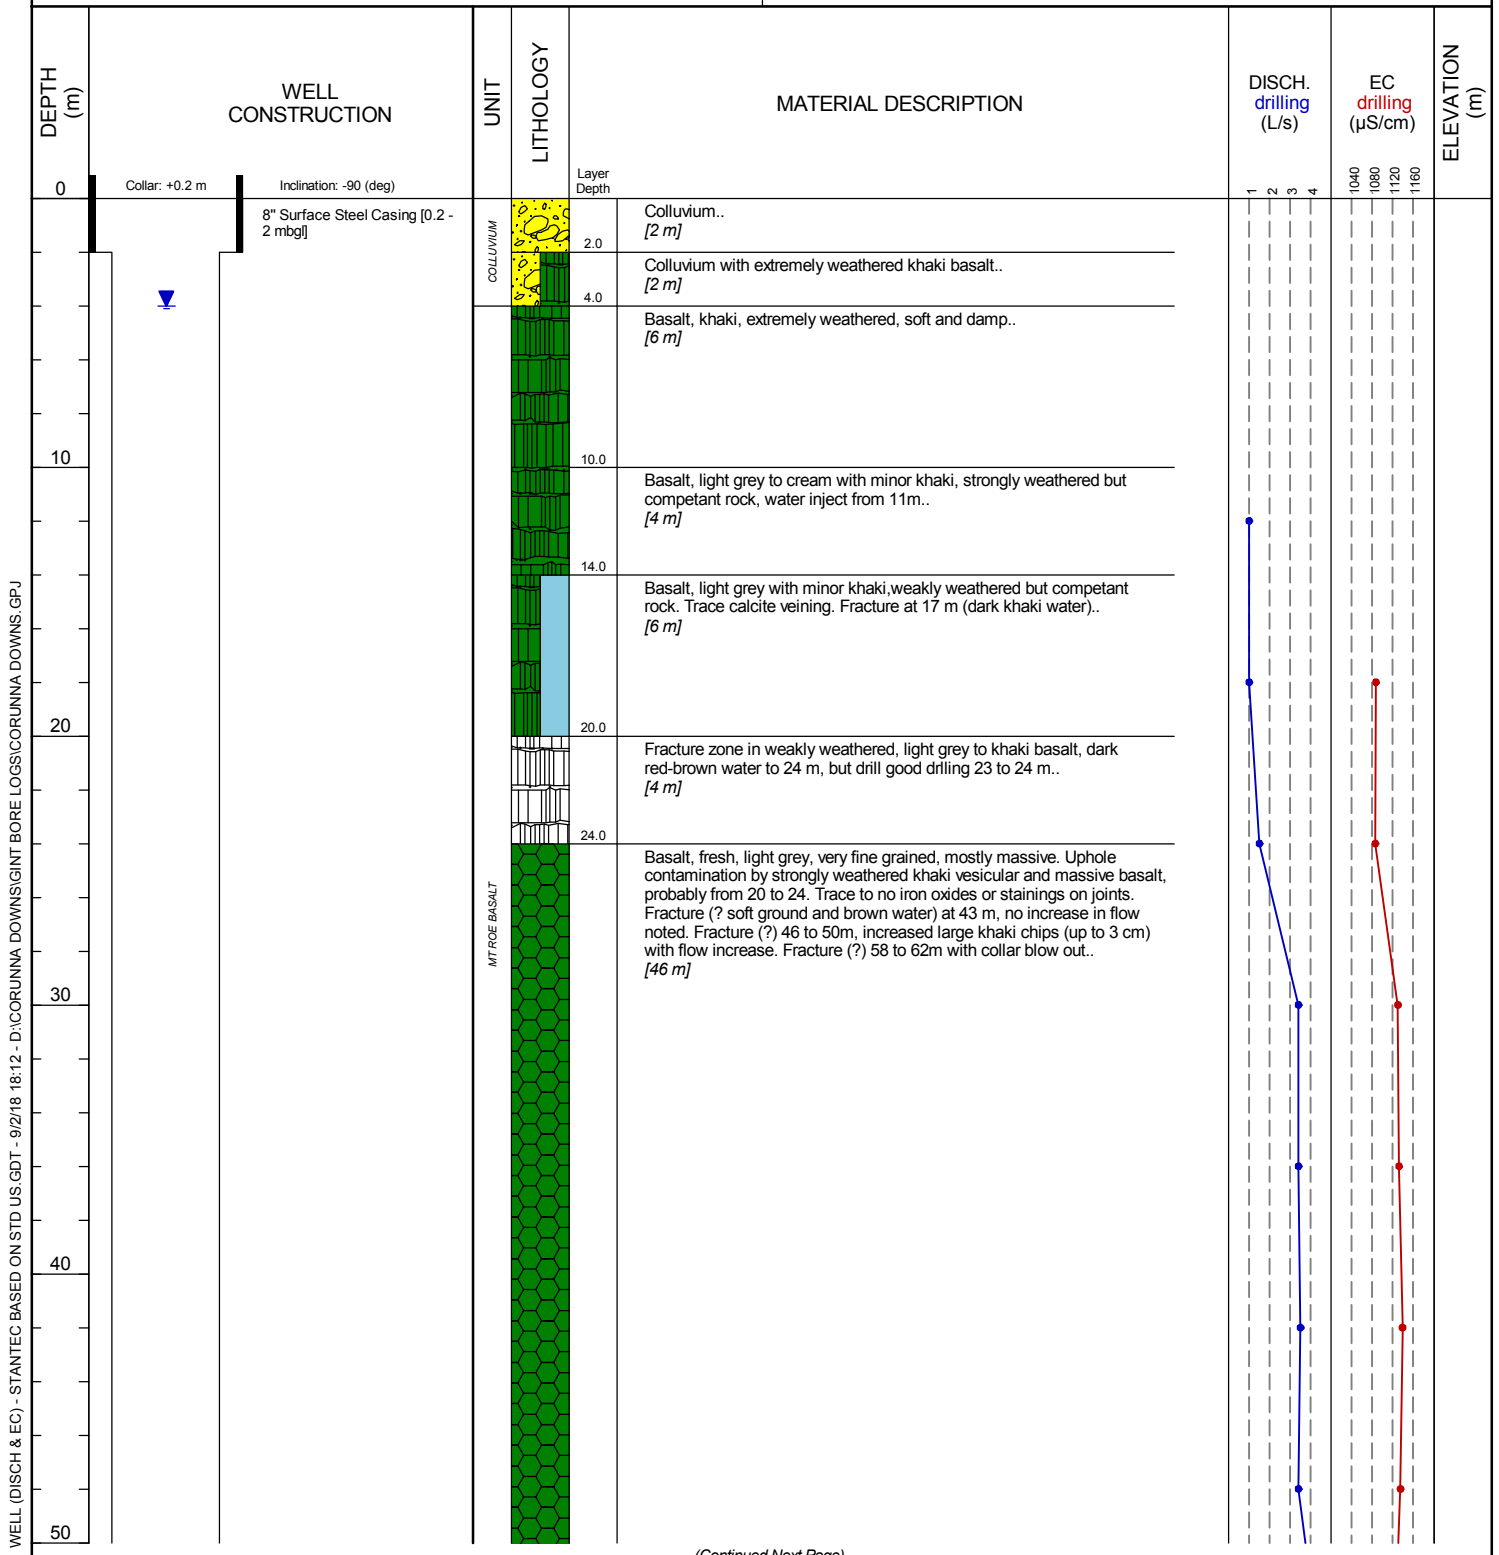 DEPTH
(m)
WELL
CONSTRUCTION
UNIT
LITHOLOGY
MATERIAL DESCRIPTION
DISCH.
drilling
(L/s)
EC
drilling
(µS/cm)
ELEVATION
(m)
Layer
Depth
1
2
3
4
1040
1080
1120
1160
0
Collar: +0.2 m
Inclination: -90 (deg)
8" Surface Steel Casing [0.2 -
2 mbgl]
COLLUVIUM
Colluvium..
[2 m]
2.0
Colluvium with extremely weathered khaki basalt..
[2 m]
4.0
Basalt, khaki, extremely weathered, soft and damp..
[6 m]
10
10.0
Basalt, light grey to cream with minor khaki, strongly weathered but
competant rock, water inject from 11m..
[4 m]
14.0
Basalt, light grey with minor khaki,weakly weathered but competant
rock. Trace calcite veining. Fracture at 17 m (dark khaki water)..
[6 m]
20
20.0
Fracture zone in weakly weathered, light grey to khaki basalt, dark
red-brown water to 24 m, but drill good drlling 23 to 24 m..
[4 m]
24.0
MT ROE BASALT
Basalt, fresh, light grey, very fine grained, mostly massive. Uphole
contamination by strongly weathered khaki vesicular and massive basalt,
probably from 20 to 24. Trace to no iron oxides or stainings on joints.
Fracture (? soft ground and brown water) at 43 m, no increase in flow
noted. Fracture (?) 46 to 50m, increased large khaki chips (up to 3 cm)
with flow increase. Fracture (?) 58 to 62m with collar blow out..
[46 m]
30
40
50
(Continued Next Page)
WELL (DISCH & EC) - STANTEC BASED ON STD US.GDT - 9/2/18 18:12 - D:\CORUNNA DOWNS\GINT BORE LOGS\CORUNNA DOWNS.GPJ